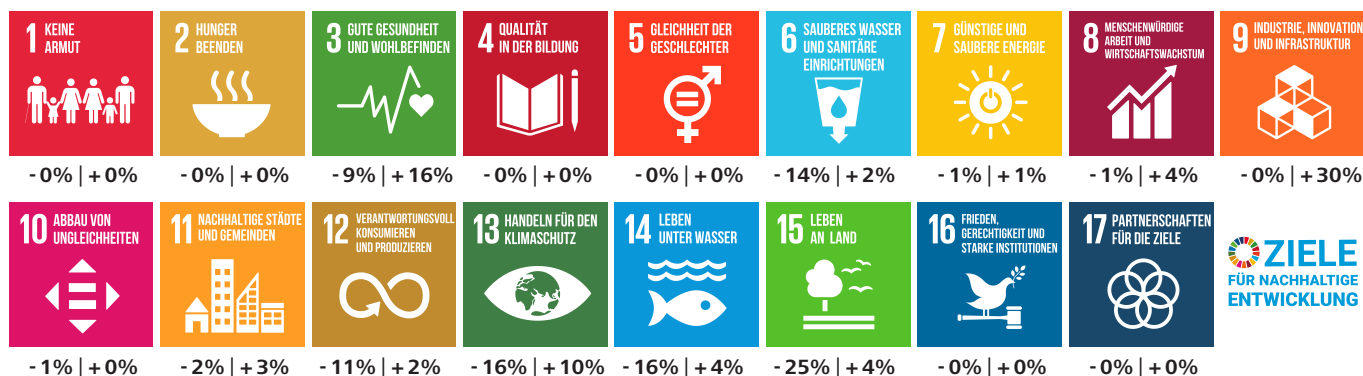 1 KEINE
ARMUT
2 HUNGER
BEENDEN
3 GUTE GESUNDHEIT
UND WOHLBEFINDEN
4 QUALITÄT
IN DER BILDUNG
5 GLEICHHEIT DER
GESCHLECHTER
6 SAUBERES WASSER
UND SANITÄRE
EINRICHTUNGEN
7 GÜNSTIGE UND
SAUBERE ENERGIE
8 MENSCHENWÜRDIGE
ARBEIT UND
WIRTSCHAFTSWACHSTUM
9 INDUSTRIE, INNOVATION
UND INFRASTRUKTUR
-0% | +0%
-0% | +0%
-9% | +16%
-0% | +0%
-0% | +0%
-14% | +2%
-1% | +1%
-1% | +4%
-0% | +30%
10 ABBAU VON
UNGLEICHHEITEN
11 NACHHALTIGE STÄDTE
UND GEMEINDEN
12 VERANTWORTUNGSVOLL
KONSUMIEREN
UND PRODUZIEREN
13 HANDELN FÜR DEN
KLIMASCHUTZ
14 LEBEN
UNTER WASSER
15 LEBEN
AN LAND
16 FRIEDEN,
GERECHTIGKEIT UND
STARKE INSTITUTIONEN
17 PARTNERSCHAFTEN
FÜR DIE ZIELE
ZIELE
FÜR NACHHALTIGE
ENTWICKLUNG
-1% | +0%
-2% | +3%
-11% | +2%
-16% | +10%
-16% | +4%
-25% | +4%
-0% | +0%
-0% | +0%